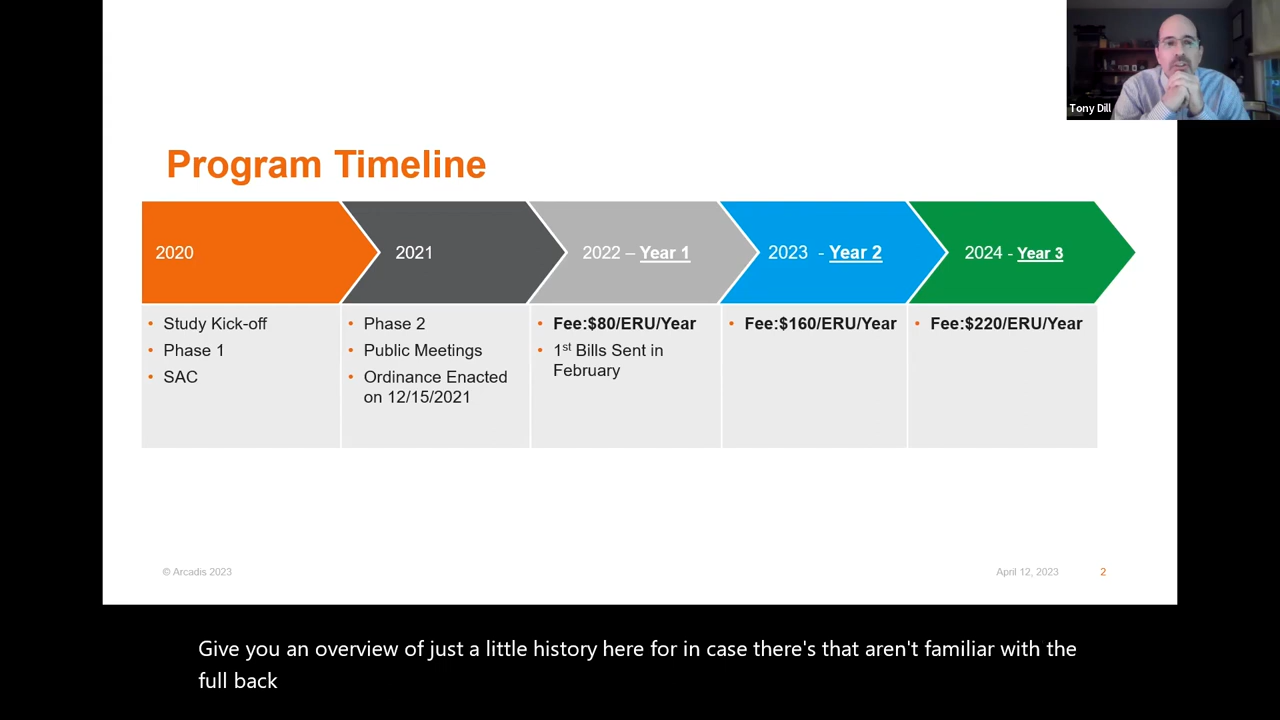 Tony Dill
Program Timeline
2020
2021
2022 – Year 1
2023 - Year 2
2024 - Year 3
• Study Kick-off
• Phase 1
• SAC
• Phase 2
• Public Meetings
• Ordinance Enacted
on 12/15/2021
• Fee:$80/ERU/Year
• 1st Bills Sent in
February
• Fee:$160/ERU/Year
• Fee:$220/ERU/Year
© Arcadis 2023
April 12, 2023
2
Give you an overview of just a little history here for in case there's that aren't familiar with the
full back